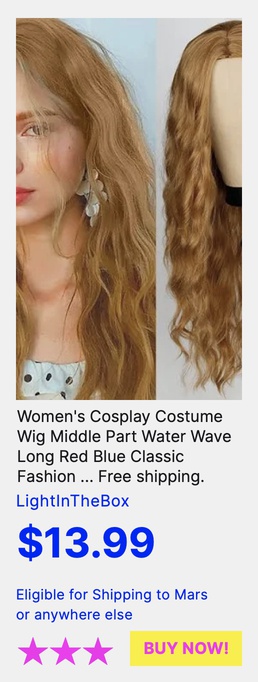 Women's Cosplay Costume
Wig Middle Part Water Wave
Long Red Blue Classic
Fashion ... Free shipping.
LightInTheBox
$13.99
Eligible for Shipping to Mars
or anywhere else
BUY NOW!